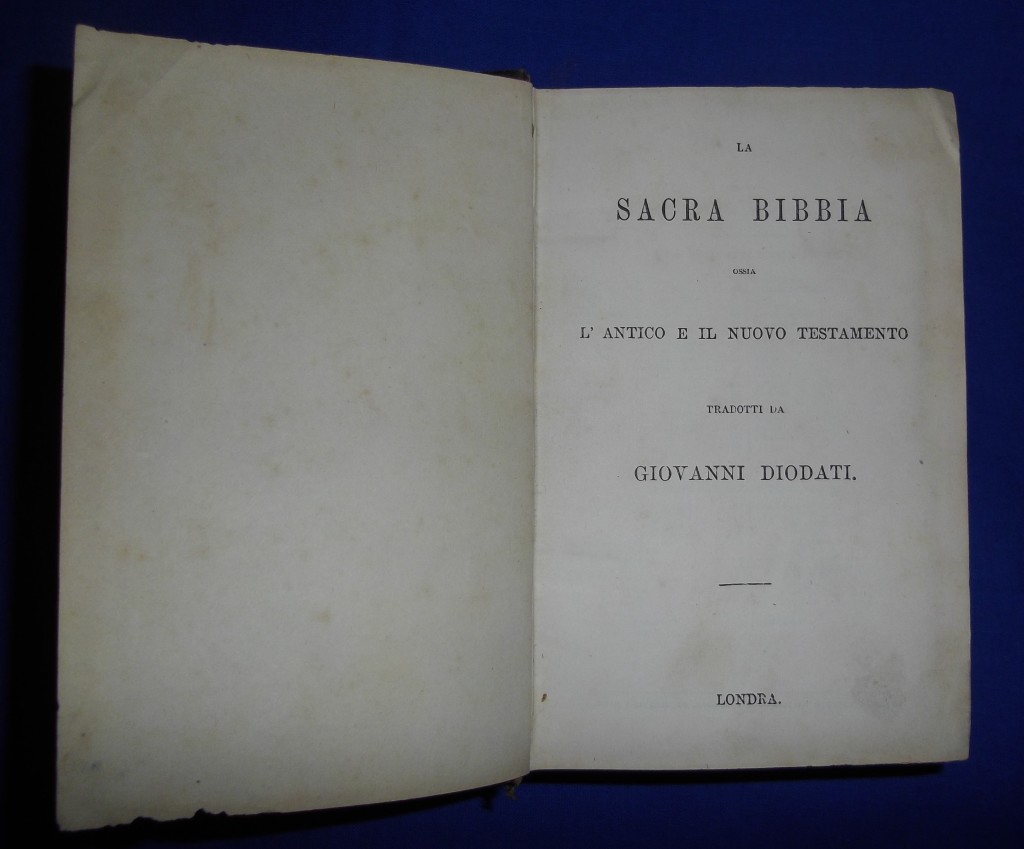 LA
SACRA BIBBIA
OSSIA
L' ANTICO E IL NUOVO TESTAMENTO
TRADOTTI DA
GIOVANNI DIODATI.
LONDRA.